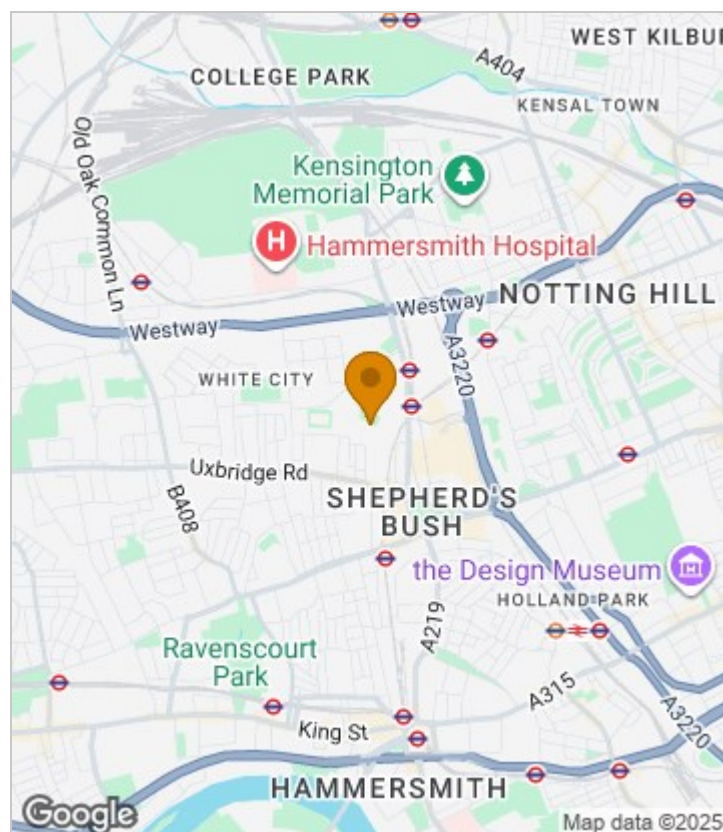 WEST KILBUR
A404
COLLEGE PARK
KENSAL TOWN
Old Oak Common Ln
Kensington
Memorial Park
H
Hammersmith Hospital
Westway
NOTTING HILL
Westway
A3220
WHITE CITY
Uxbridge Rd
B408
SHEPHERD'S
BUSH
the Design Museum
HOLLAND PARK
A219
Ravenscourt
Park
A315
King St
A3220
HAMMERSMITH
Google
Map data ©2025